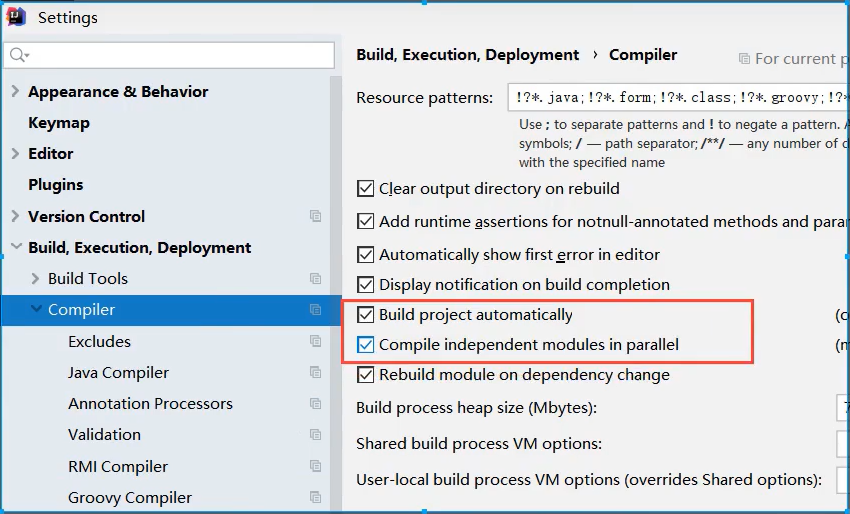 Settings
Appearance & Behavior
Keymap
Editor
Plugins
Version Control
Build, Execution, Deployment
Build Tools
Compiler
Excludes
Java Compiler
Annotation Processors
Validation
RMI Compiler
Groovy Compiler
Build, Execution, Deployment › Compiler
For current p
Resource patterns: !?*.java;!?*.form;!?*.class;!?*.groovy;!?*
Use ; to separate patterns and ! to negate a pattern. A
symbols; / — path separator; /**/ — any number of d
with the specified name
Clear output directory on rebuild
Add runtime assertions for notnull-annotated methods and para
Automatically show first error in editor
Display notification on build completion
Build project automatically (c
Compile independent modules in parallel (m
Rebuild module on dependency change
Build process heap size (Mbytes): 7
Shared build process VM options:
User-local build process VM options (overrides Shared options):